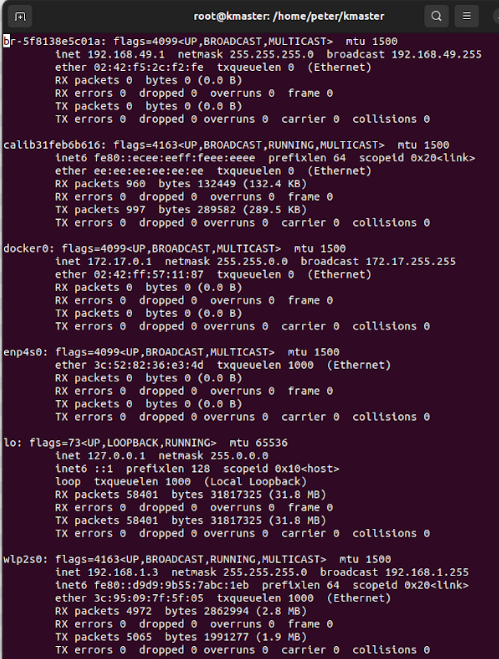 root@kmaster: /home/peter/kmaster
br-5f8138e5c01a: flags=4099<UP,BROADCAST,MULTICAST>  mtu 1500
        inet 192.168.49.1  netmask 255.255.255.0  broadcast 192.168.49.255
        ether 02:42:f5:2c:f2:fe  txqueuelen 0  (Ethernet)
        RX packets 0  bytes 0 (0.0 B)
        RX errors 0  dropped 0  overruns 0  frame 0
        TX packets 0  bytes 0 (0.0 B)
        TX errors 0  dropped 0 overruns 0  carrier 0  collisions 0
calib31feb6b616: flags=4163<UP,BROADCAST,RUNNING,MULTICAST>  mtu 1500
        inet6 fe80::ecee:eeff:feee:eeee  prefixlen 64  scopeid 0x20<link>
        ether ee:ee:ee:ee:ee:ee  txqueuelen 0  (Ethernet)
        RX packets 960  bytes 132449 (132.4 KB)
        RX errors 0  dropped 0  overruns 0  frame 0
        TX packets 997  bytes 289582 (289.5 KB)
        TX errors 0  dropped 0 overruns 0  carrier 0  collisions 0
docker0: flags=4099<UP,BROADCAST,MULTICAST>  mtu 1500
        inet 172.17.0.1  netmask 255.255.0.0  broadcast 172.17.255.255
        ether 02:42:ff:57:11:87  txqueuelen 0  (Ethernet)
        RX packets 0  bytes 0 (0.0 B)
        RX errors 0  dropped 0  overruns 0  frame 0
        TX packets 0  bytes 0 (0.0 B)
        TX errors 0  dropped 0 overruns 0  carrier 0  collisions 0
enp4s0: flags=4099<UP,BROADCAST,MULTICAST>  mtu 1500
        ether 3c:52:82:36:e3:4d  txqueuelen 1000  (Ethernet)
        RX packets 0  bytes 0 (0.0 B)
        RX errors 0  dropped 0  overruns 0  frame 0
        TX packets 0  bytes 0 (0.0 B)
        TX errors 0  dropped 0 overruns 0  carrier 0  collisions 0
lo: flags=73<UP,LOOPBACK,RUNNING>  mtu 65536
        inet 127.0.0.1  netmask 255.0.0.0
        inet6 ::1  prefixlen 128  scopeid 0x10<host>
        loop  txqueuelen 1000  (Local Loopback)
        RX packets 58401  bytes 31817325 (31.8 MB)
        RX errors 0  dropped 0  overruns 0  frame 0
        TX packets 58401  bytes 31817325 (31.8 MB)
        TX errors 0  dropped 0 overruns 0  carrier 0  collisions 0
wlp2s0: flags=4163<UP,BROADCAST,RUNNING,MULTICAST>  mtu 1500
        inet 192.168.1.3  netmask 255.255.255.0  broadcast 192.168.1.255
        inet6 fe80::d9d9:9b55:7abc:1eb  prefixlen 64  scopeid 0x20<link>
        ether 3c:95:09:7f:5f:05  txqueuelen 1000  (Ethernet)
        RX packets 4972  bytes 2862994 (2.8 MB)
        RX errors 0  dropped 0  overruns 0  frame 0
        TX packets 5065  bytes 1991277 (1.9 MB)
        TX errors 0  dropped 0 overruns 0  carrier 0  collisions 0